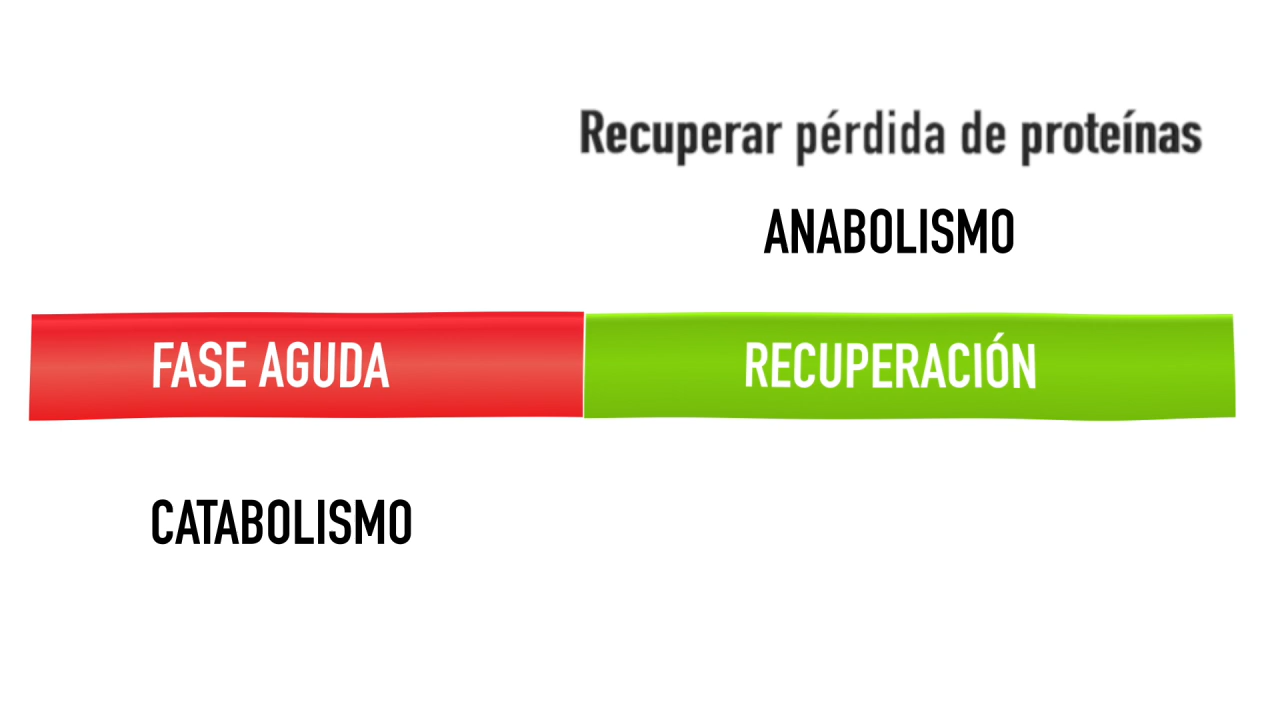 Recuperar pérdida de proteínas
ANABOLISMO
FASE AGUDA
RECUPERACIÓN
CATABOLISMO